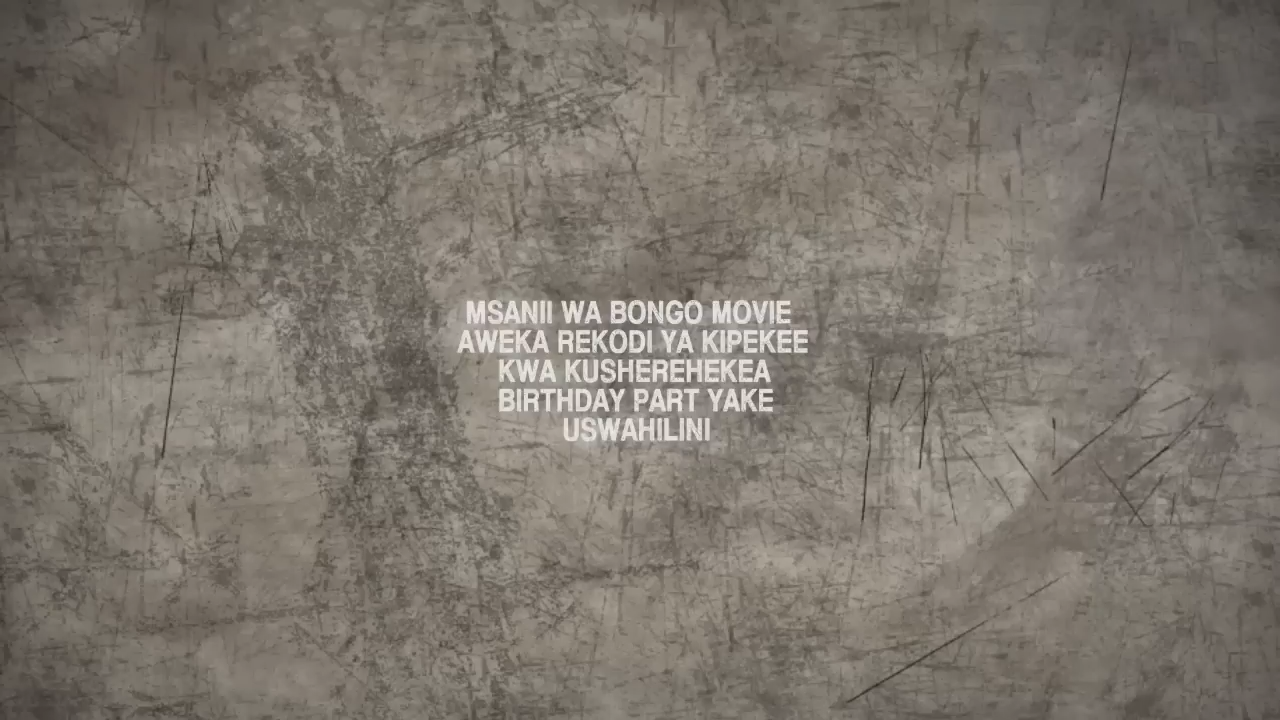 MSANII WA BONGO MOVIE
AWEKA REKODI YA KIPEKEE
KWA KUSHEREHEKEA
BIRTHDAY PART YAKE
USWAHILINI